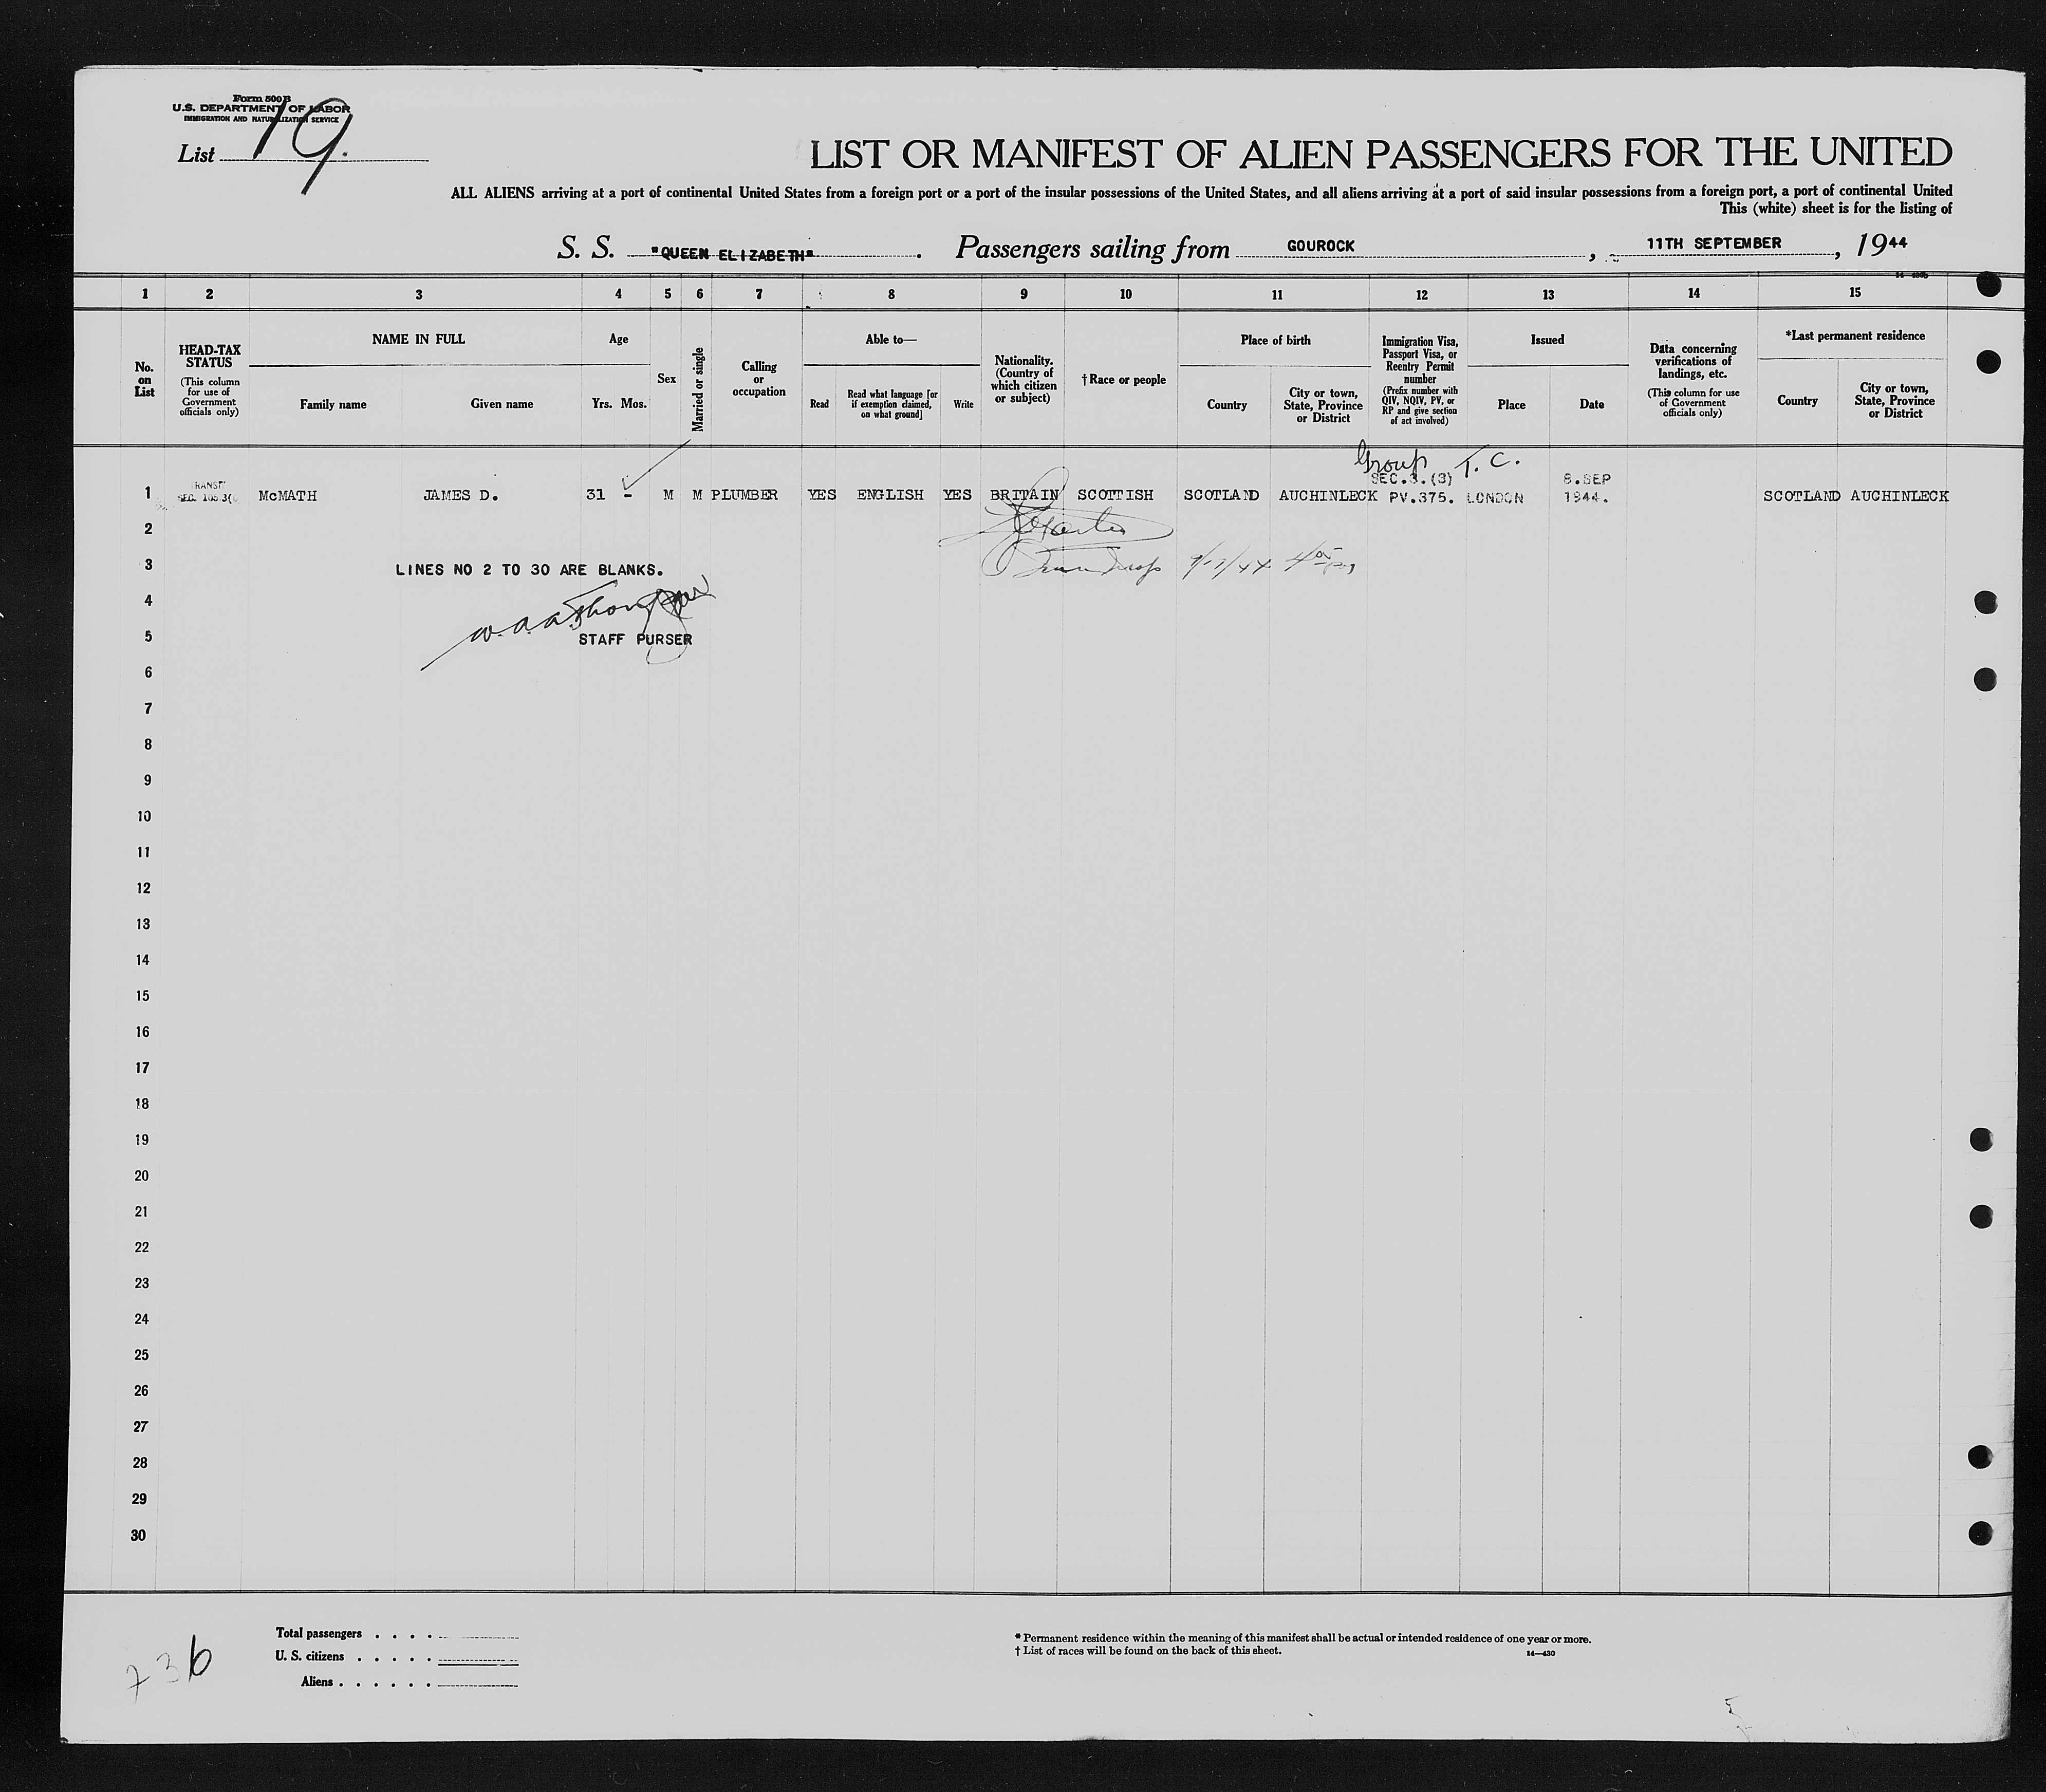 Form 500 B
U.S. DEPARTMENT OF LABOR
IMMIGRATION AND NATURALIZATION SERVICE
List 19.
LIST OR MANIFEST OF ALIEN PASSENGERS FOR THE UNITED
ALL ALIENS arriving at a port of continental United States from a foreign port or a port of the insular possessions of the United States, and all aliens arriving at a port of said insular possessions from a foreign port, a port of continental United
This (white) sheet is for the listing of
S. S. "QUEEN ELIZABETH". Passengers sailing from GOUROCK, 11TH SEPTEMBER, 1944
1 2 3 4 5 6 7 8 9 10 11 12 13 14 15
No. on List
HEAD-TAX STATUS (This column for use of Government officials only)
NAME IN FULL
Family name Given name
Age
Yrs. Mos.
Sex
Married or single
Calling or occupation
Able to—
Read
Read what language [or if exemption claimed, on what ground]
Write
Nationality. (Country of which citizen or subject)
†Race or people
Place of birth
Country
City or town, State, Province or District
Immigration Visa, Passport Visa, or Reentry Permit number (Prefix number with QIV, NQIV, PV, or RP and give section of act involved)
Issued
Place Date
Data concerning verifications of landings, etc. (This column for use of Government officials only)
*Last permanent residence
Country
City or town, State, Province or District
Group T. C.
SEC.3.(3) 8.SEP
1 McMATH JAMES D. 31 - M M PLUMBER YES ENGLISH YES BRITAIN SCOTTISH SCOTLAND AUCHINLECK PV.375. LONDON 1944. SCOTLAND AUCHINLECK
2
3
LINES NO 2 TO 30 ARE BLANKS.
4
5
STAFF PURSER
6
7
8
9
10
11
12
13
14
15
16
17
18
19
20
21
22
23
24
25
26
27
28
29
30
Total passengers . . . .
U. S. citizens . . . . .
Aliens . . . . . .
* Permanent residence within the meaning of this manifest shall be actual or intended residence of one year or more.
† List of races will be found on the back of this sheet.
14—430
736